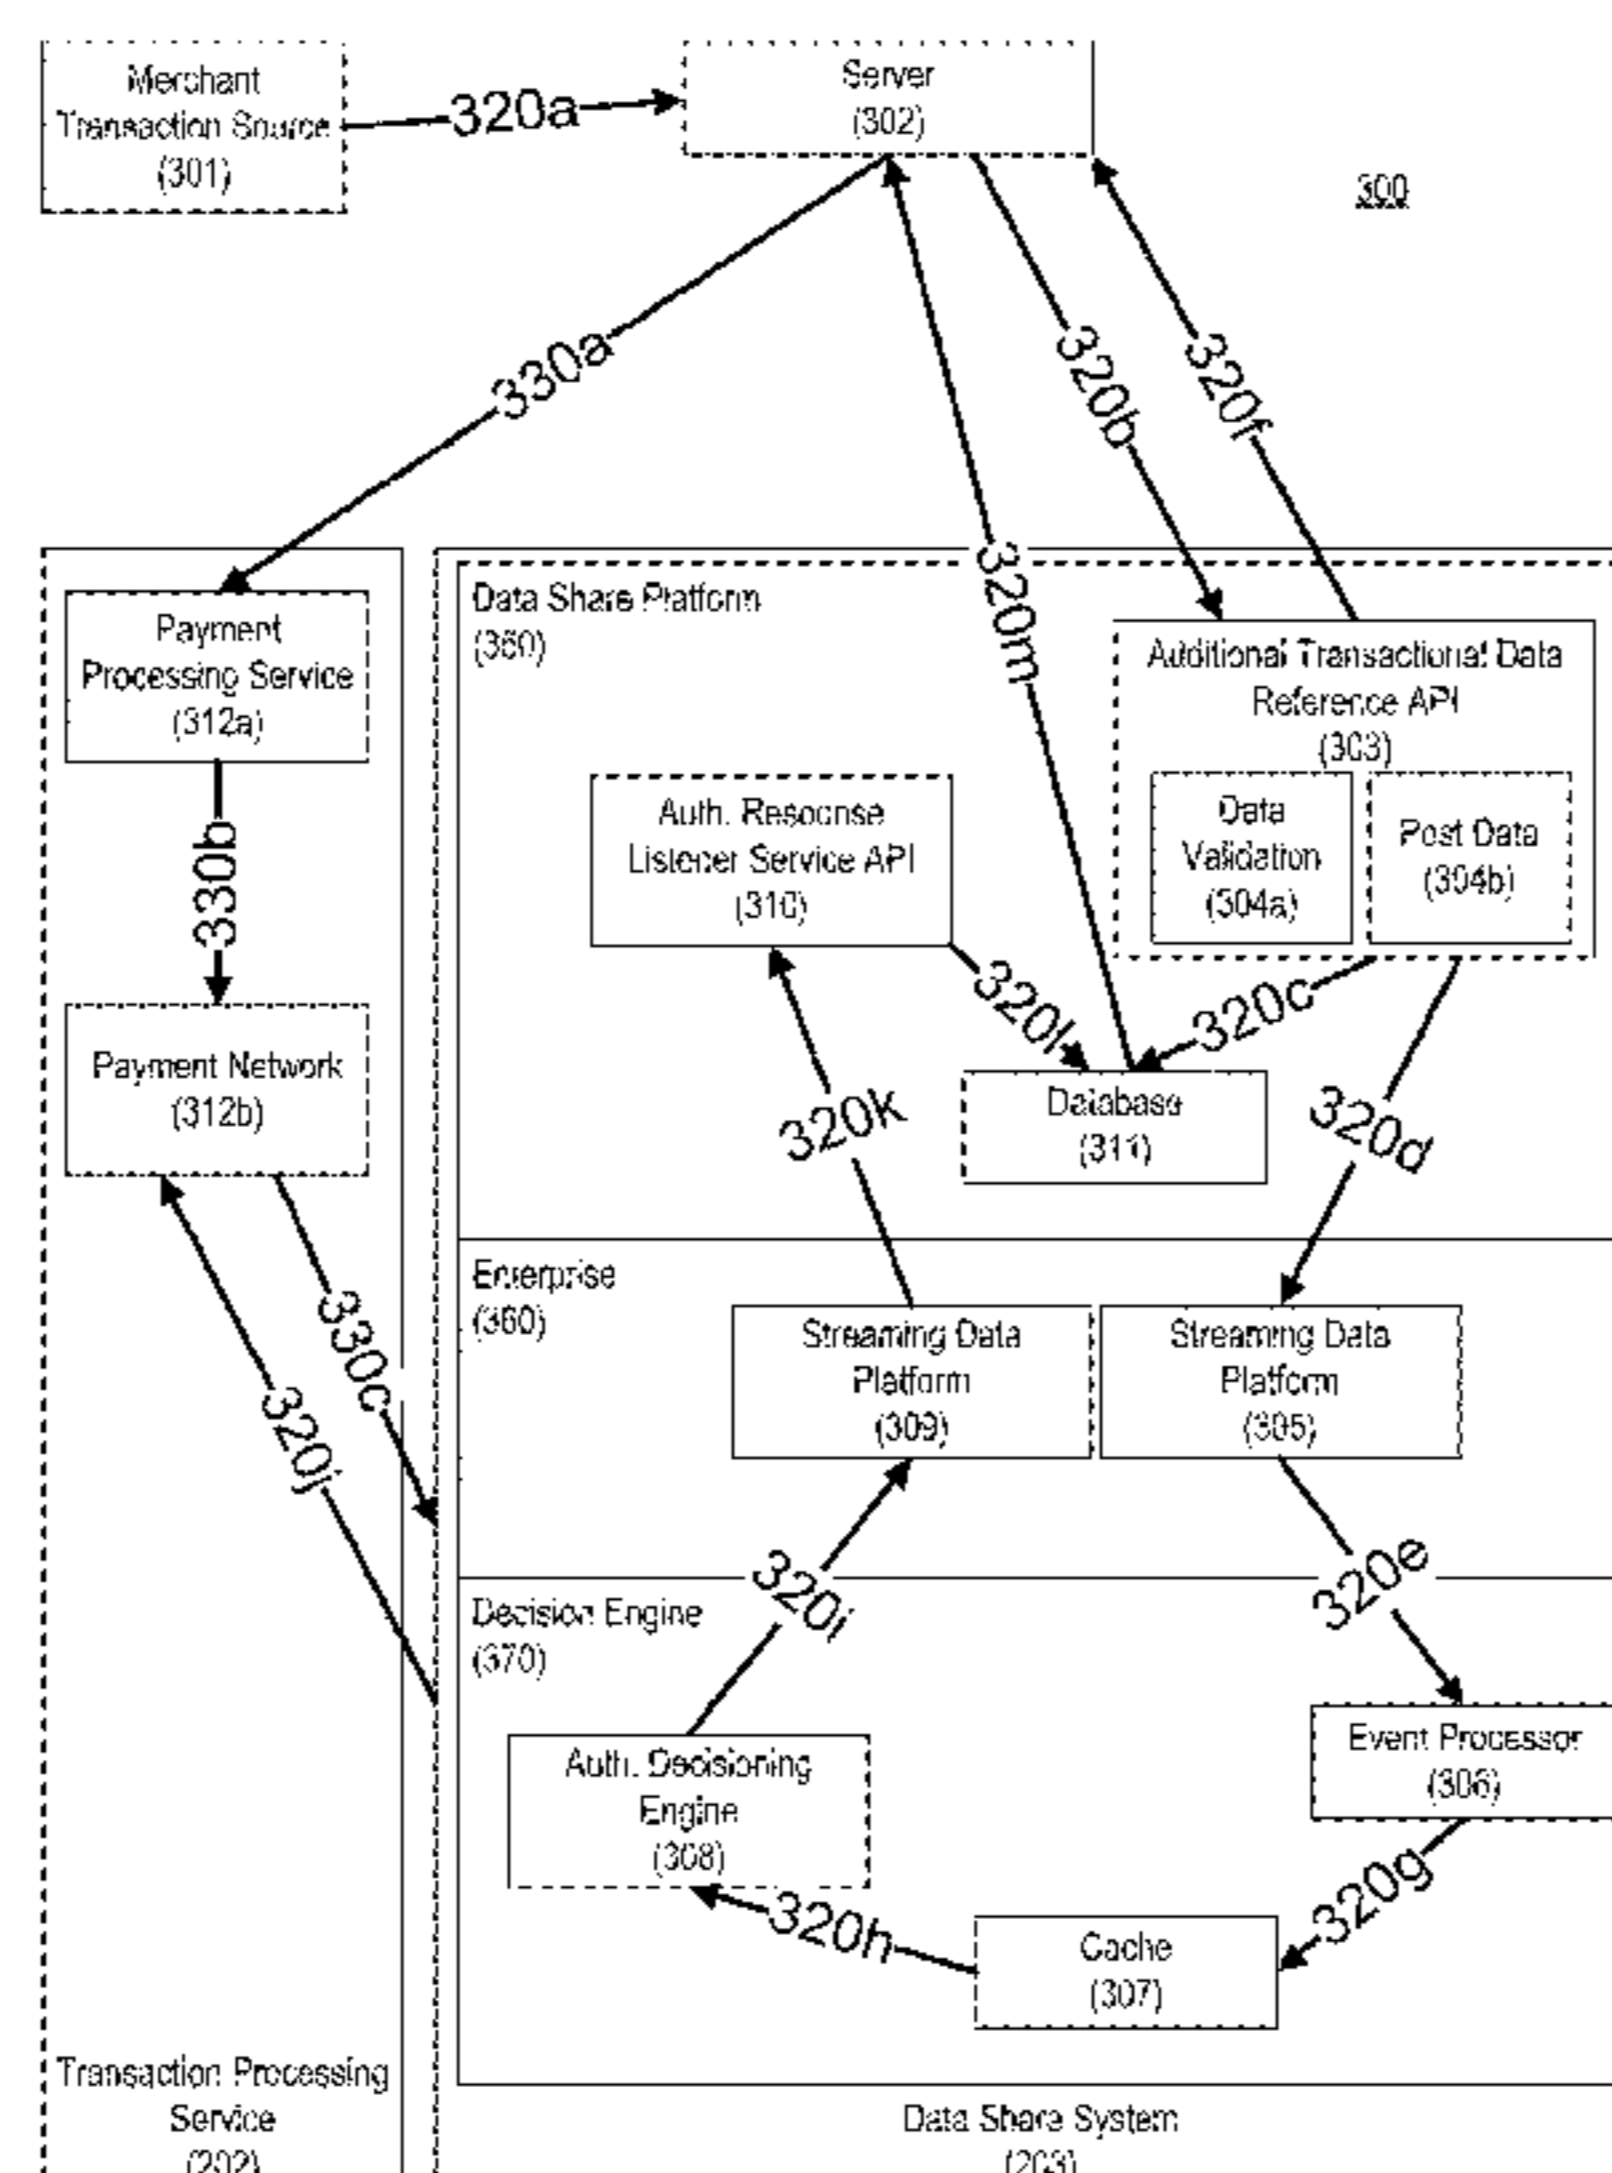 Merchant
Transaction Source
(301)
320a
Server
(302)
300
330a
320b
320f
320m
Payment
Processing Service
(312a)
330b
Payment Network
(312b)
330c
320j
Transaction Processing
Service
(202)
Data Share Platform
(350)
Additional Transactional Data
Reference API
(303)
Data
Validation
(304a)
Post Data
(304b)
Auth. Response
Listener Service API
(310)
320l
320c
Database
(311)
320k
320d
Enterprise
(360)
Streaming Data
Platform
(309)
Streaming Data
Platform
(305)
320i
320e
Decision Engine
(370)
Auth. Decisioning
Engine
(308)
Event Processor
(306)
320h
320g
Cache
(307)
Data Share System
(203)